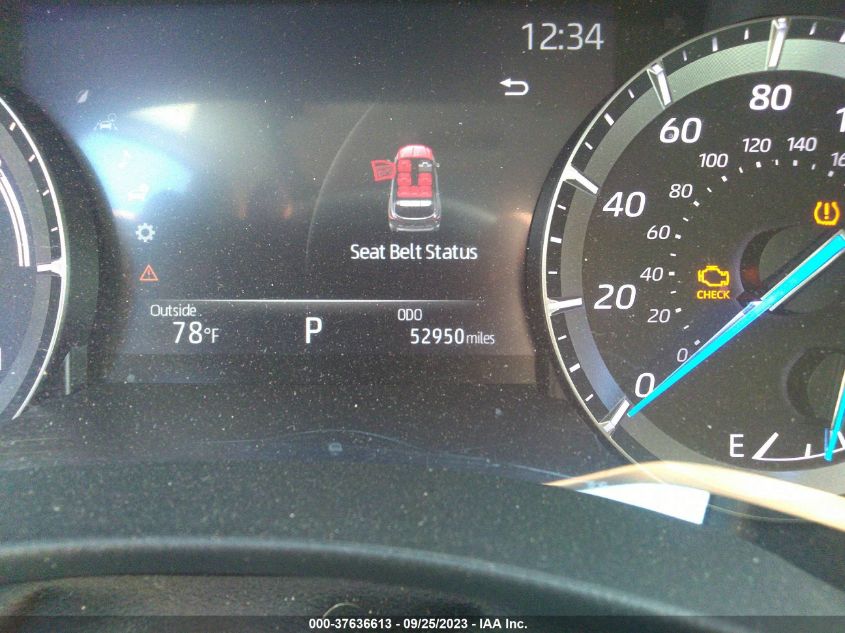 12:34
Seat Belt Status
Outside
78°F
P
ODO
52950 miles
80
60
40
20
0
120
140
100
80
60
40
20
0
CHECK
E
000-37636613 - 09/25/2023 - IAA Inc.